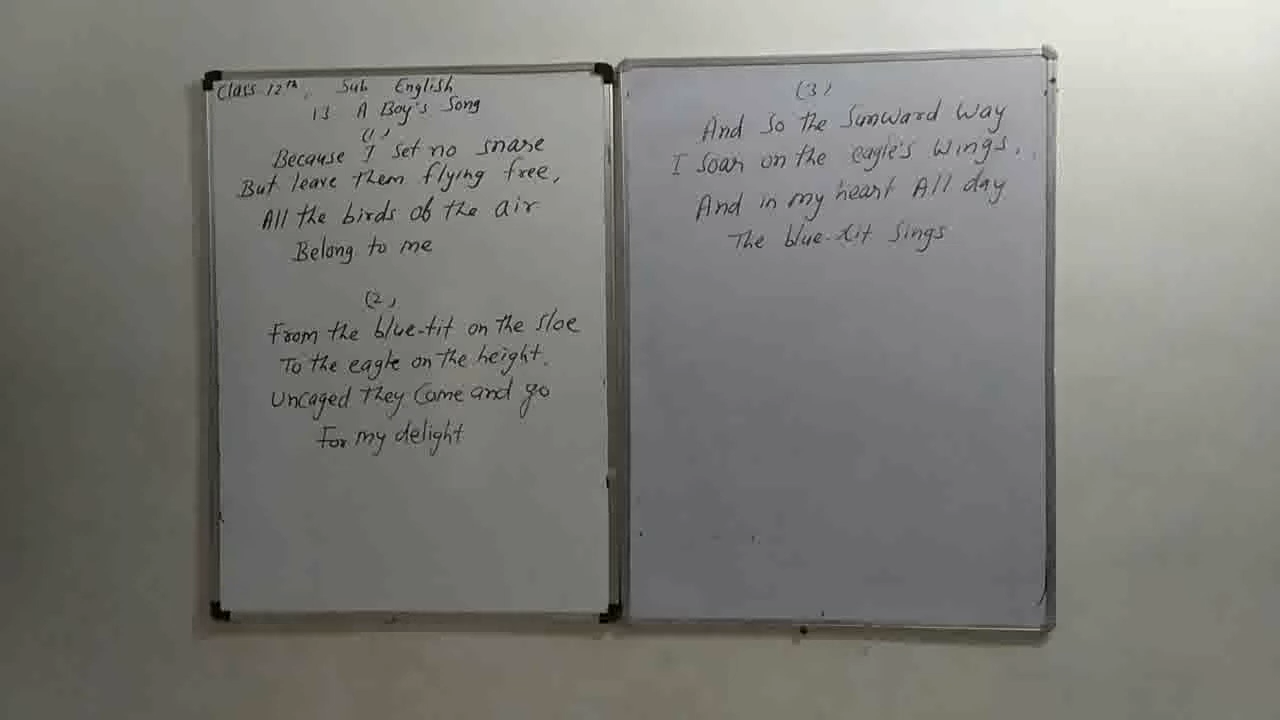 Class 12th, Sub English
13 A Boy's Song
(1)
Because I set no snare
But leave them flying free,
All the birds of the air
Belong to me
(2)
From the blue-tit on the sloe
To the eagle on the height.
Uncaged they come and go
For my delight
(3)
And so the sunward way
I soar on the eagle's wings.
And in my heart All day
The blue-tit sings